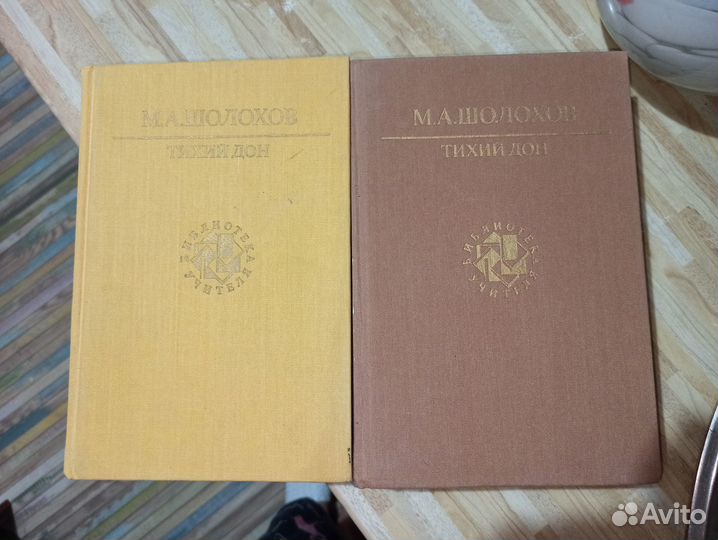 М.А.ШОЛОХОВ
ТИХИЙ ДОН
БИБЛИОТЕКА УЧИТЕЛЯ
М.А.ШОЛОХОВ
ТИХИЙ ДОН
БИБЛИОТЕКА УЧИТЕЛЯ
Avito